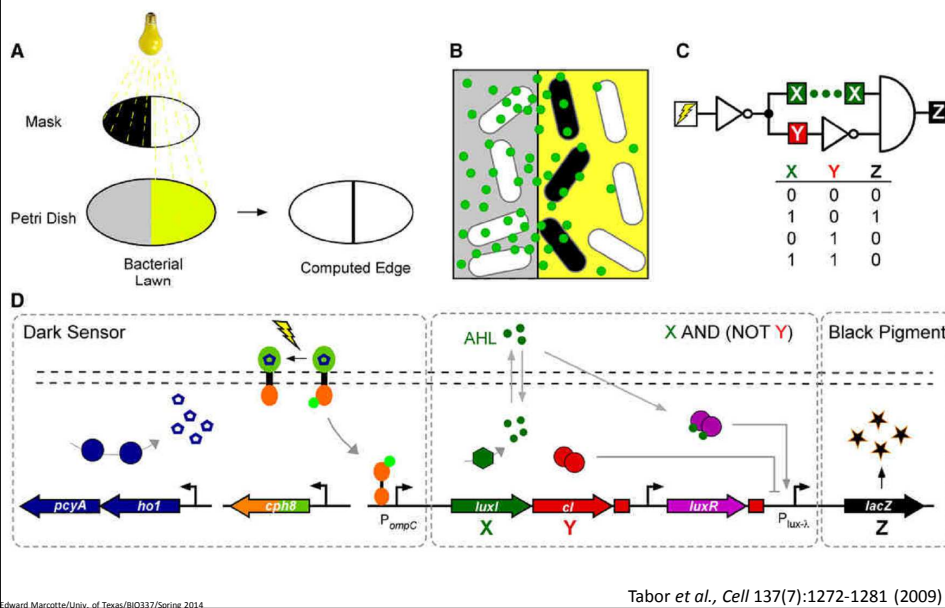 A
Mask
Petri Dish
Bacterial
Lawn
Computed Edge
B
C
X X
Y
Z
X Y Z
0 0 0
1 0 1
0 1 0
1 1 0
D
Dark Sensor
AHL
X AND (NOT Y)
Black Pigment
pcyA ho1 cph8 PompC luxI cI luxR Plux-λ lacZ
X Y Z
Edward Marcotte/Univ. of Texas/BIO337/Spring 2014
Tabor et al., Cell 137(7):1272-1281 (2009)